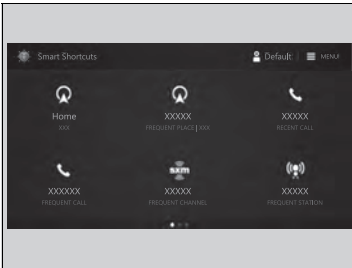 Smart Shortcuts
Default
MENU
Home
XXX
XXXXX
FREQUENT PLACE | XXX
XXXXX
RECENT CALL
XXXXXX
FREQUENT CALL
sxm
XXXXX
FREQUENT CHANNEL
XXXXX
FREQUENT STATION